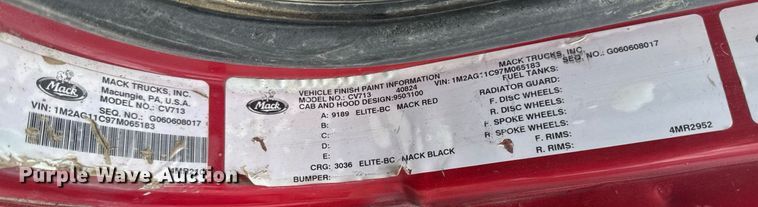 Mack
MACK TRUCKS, INC.
Macungie, PA, U.S.A.
MODEL NO.: CV713
SEQ. NO.: G060608017
VIN: 1M2AG11C97M065183
Mack
MACK TRUCKS, INC.
VEHICLE FINISH PAINT INFORMATION VIN: 1M2AG11C97M065183 SEQ. NO.: G060608017
MODEL NO.: CV713 40824
CAB AND HOOD DESIGN: 9503100
A: 9189 ELITE-BC MACK RED
B:
C:
D:
E:
CRG: 3036 ELITE-BC MACK BLACK
BUMPER:
FUEL TANKS:
RADIATOR GUARD:
F. DISC WHEELS:
R. DISC WHEELS:
F. SPOKE WHEELS:
R. SPOKE WHEELS:
F. RIMS:
R. RIMS:
4MR2952
Purple Wave Auction